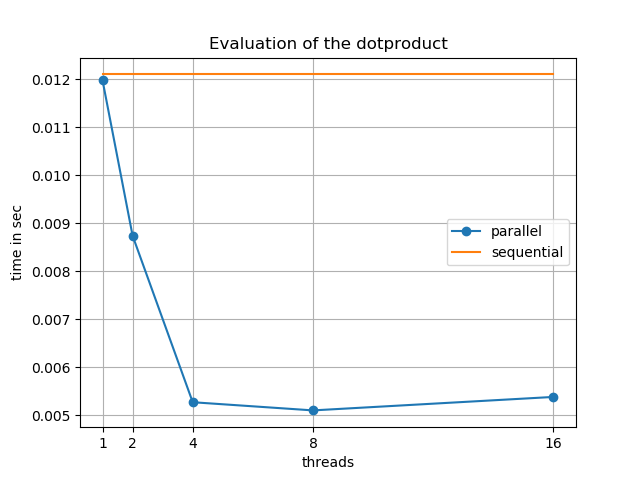 Evaluation of the dotproduct
time in sec
0.012
0.011
0.010
0.009
0.008
0.007
0.006
0.005
parallel
sequential
1 2 4 8 16
threads